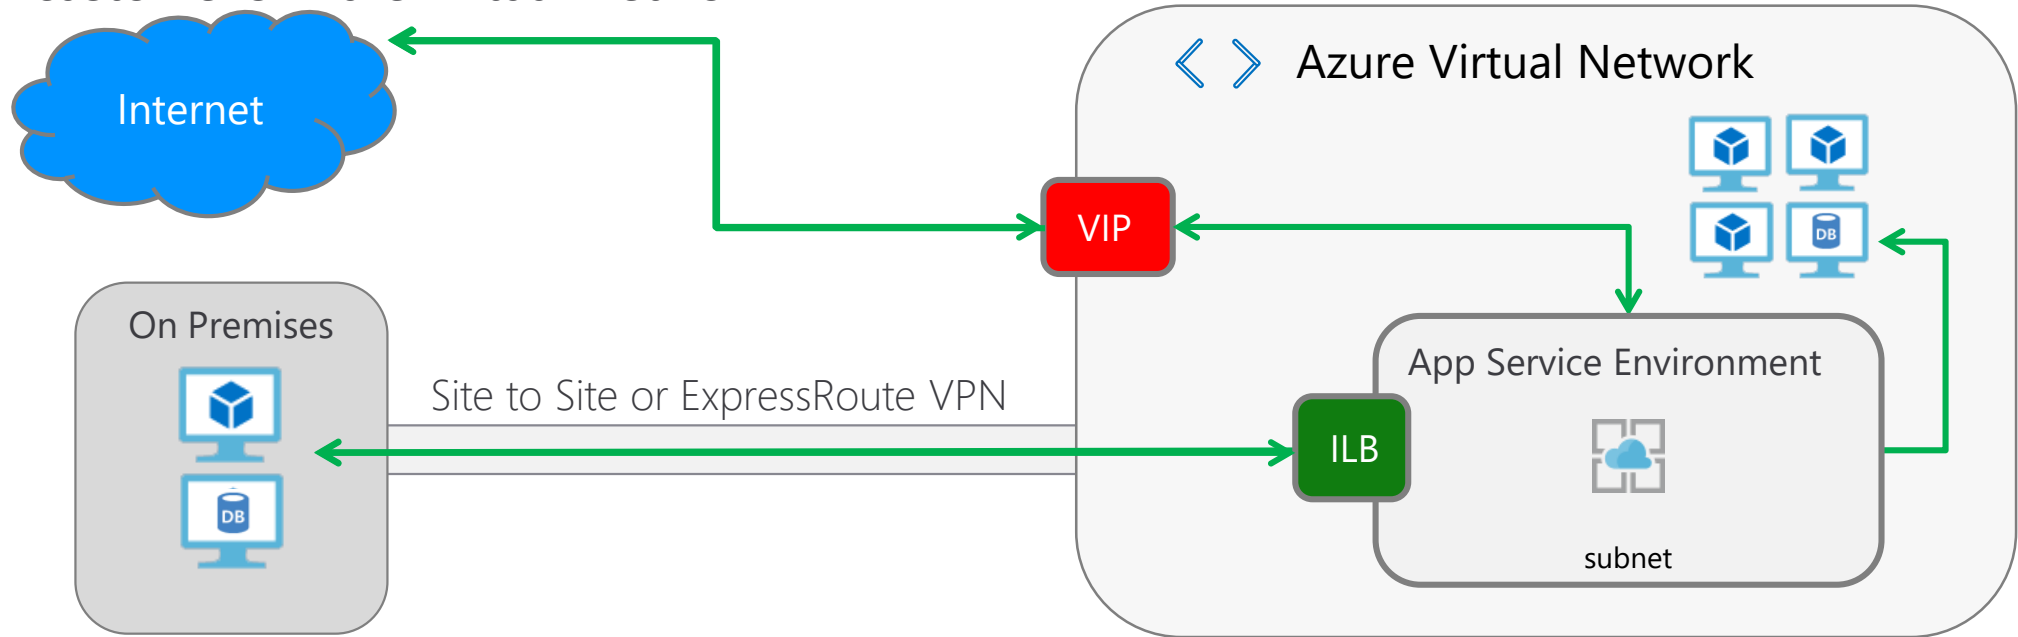 Azure Virtual Network
Internet
VIP
DB
On Premises
App Service Environment
Site to Site or ExpressRoute VPN
ILB
DB
subnet